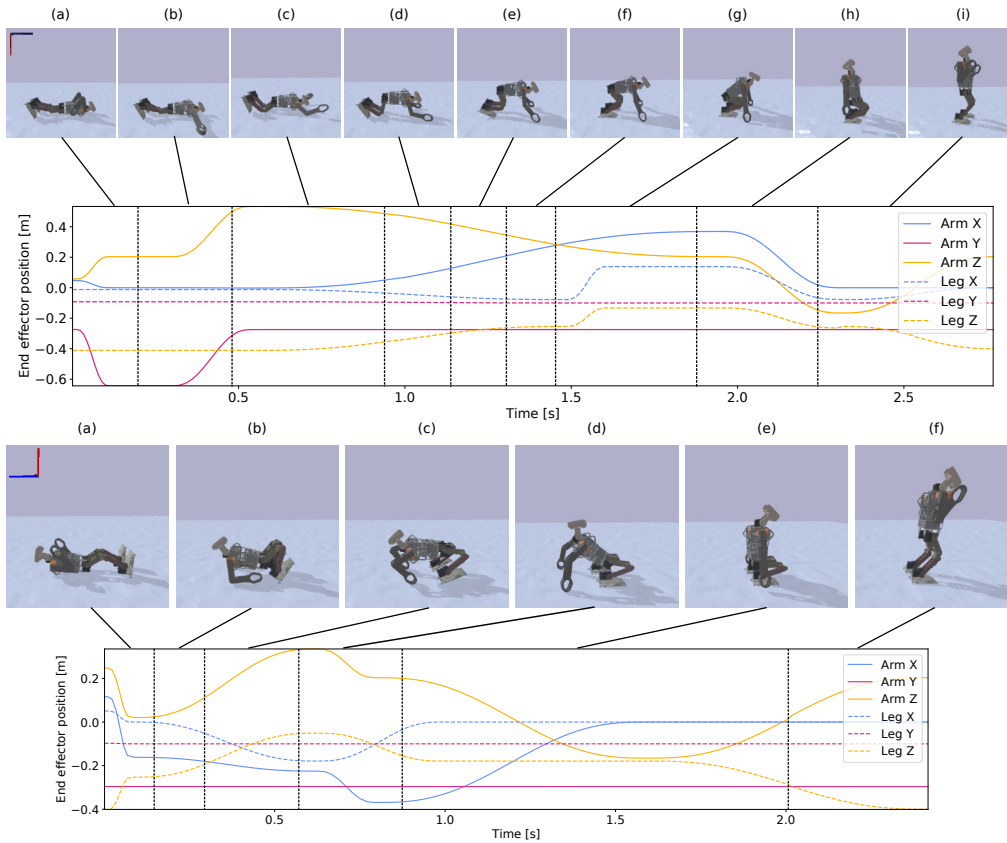 (a) (b) (c) (d) (e) (f) (g) (h) (i)
End effector position [m]
0.4
0.2
0.0
−0.2
−0.4
−0.6
Arm X
Arm Y
Arm Z
Leg X
Leg Y
Leg Z
0.5 1.0 1.5 2.0 2.5
Time [s]
(a) (b) (c) (d) (e) (f)
End effector position [m]
0.2
0.0
−0.2
−0.4
Arm X
Arm Y
Arm Z
Leg X
Leg Y
Leg Z
0.5 1.0 1.5 2.0
Time [s]